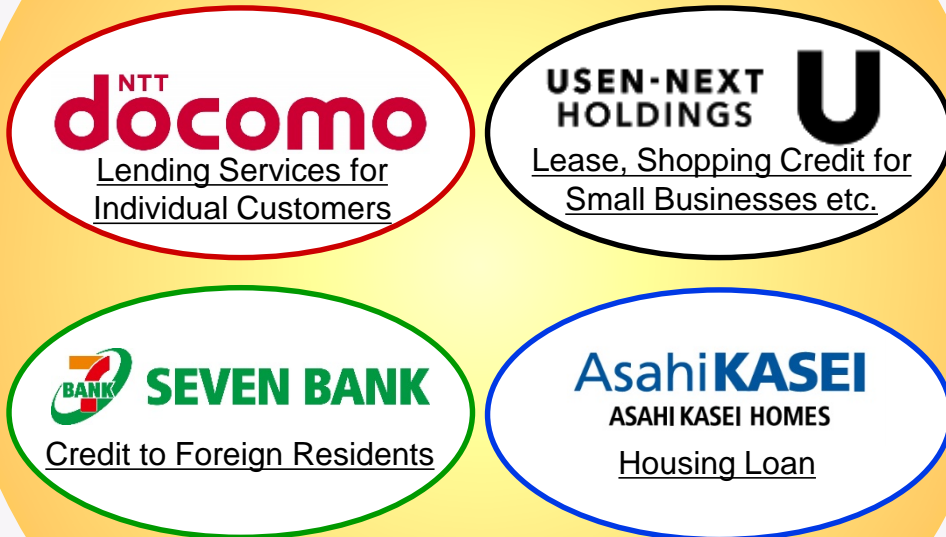 NTT
docomo
Lending Services for
Individual Customers
USEN-NEXT
HOLDINGS
U
Lease, Shopping Credit for
Small Businesses etc.
7
BANK
SEVEN BANK
Credit to Foreign Residents
AsahiKASEI
ASAHI KASEI HOMES
Housing Loan